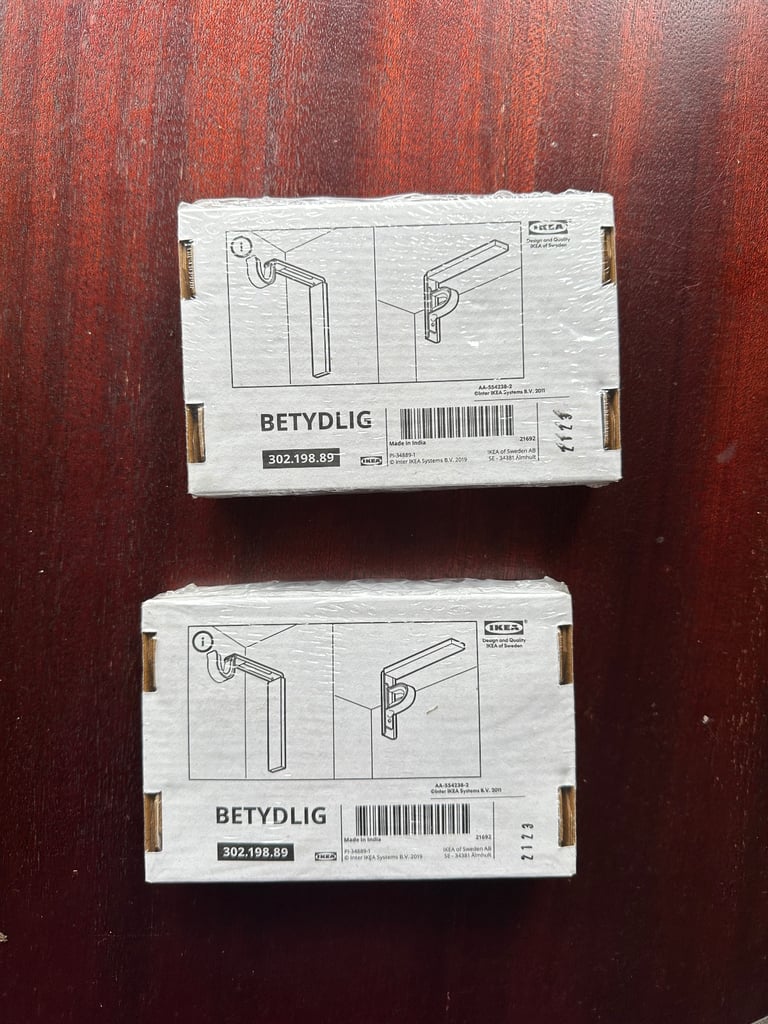 i
IKEA
Design and Quality
IKEA of Sweden
AA-554238-2
©Inter IKEA Systems B.V. 2011
BETYDLIG
302.198.89
IKEA
Made in India
21692
PI-34889-1
© Inter IKEA Systems B.V. 2019
IKEA of Sweden AB
SE - 34381 Älmhult
2123
i
IKEA
Design and Quality
IKEA of Sweden
AA-554238-2
©Inter IKEA Systems B.V. 2011
BETYDLIG
302.198.89
IKEA
Made in India
21692
PI-34889-1
© Inter IKEA Systems B.V. 2019
IKEA of Sweden AB
SE - 34381 Älmhult
2123